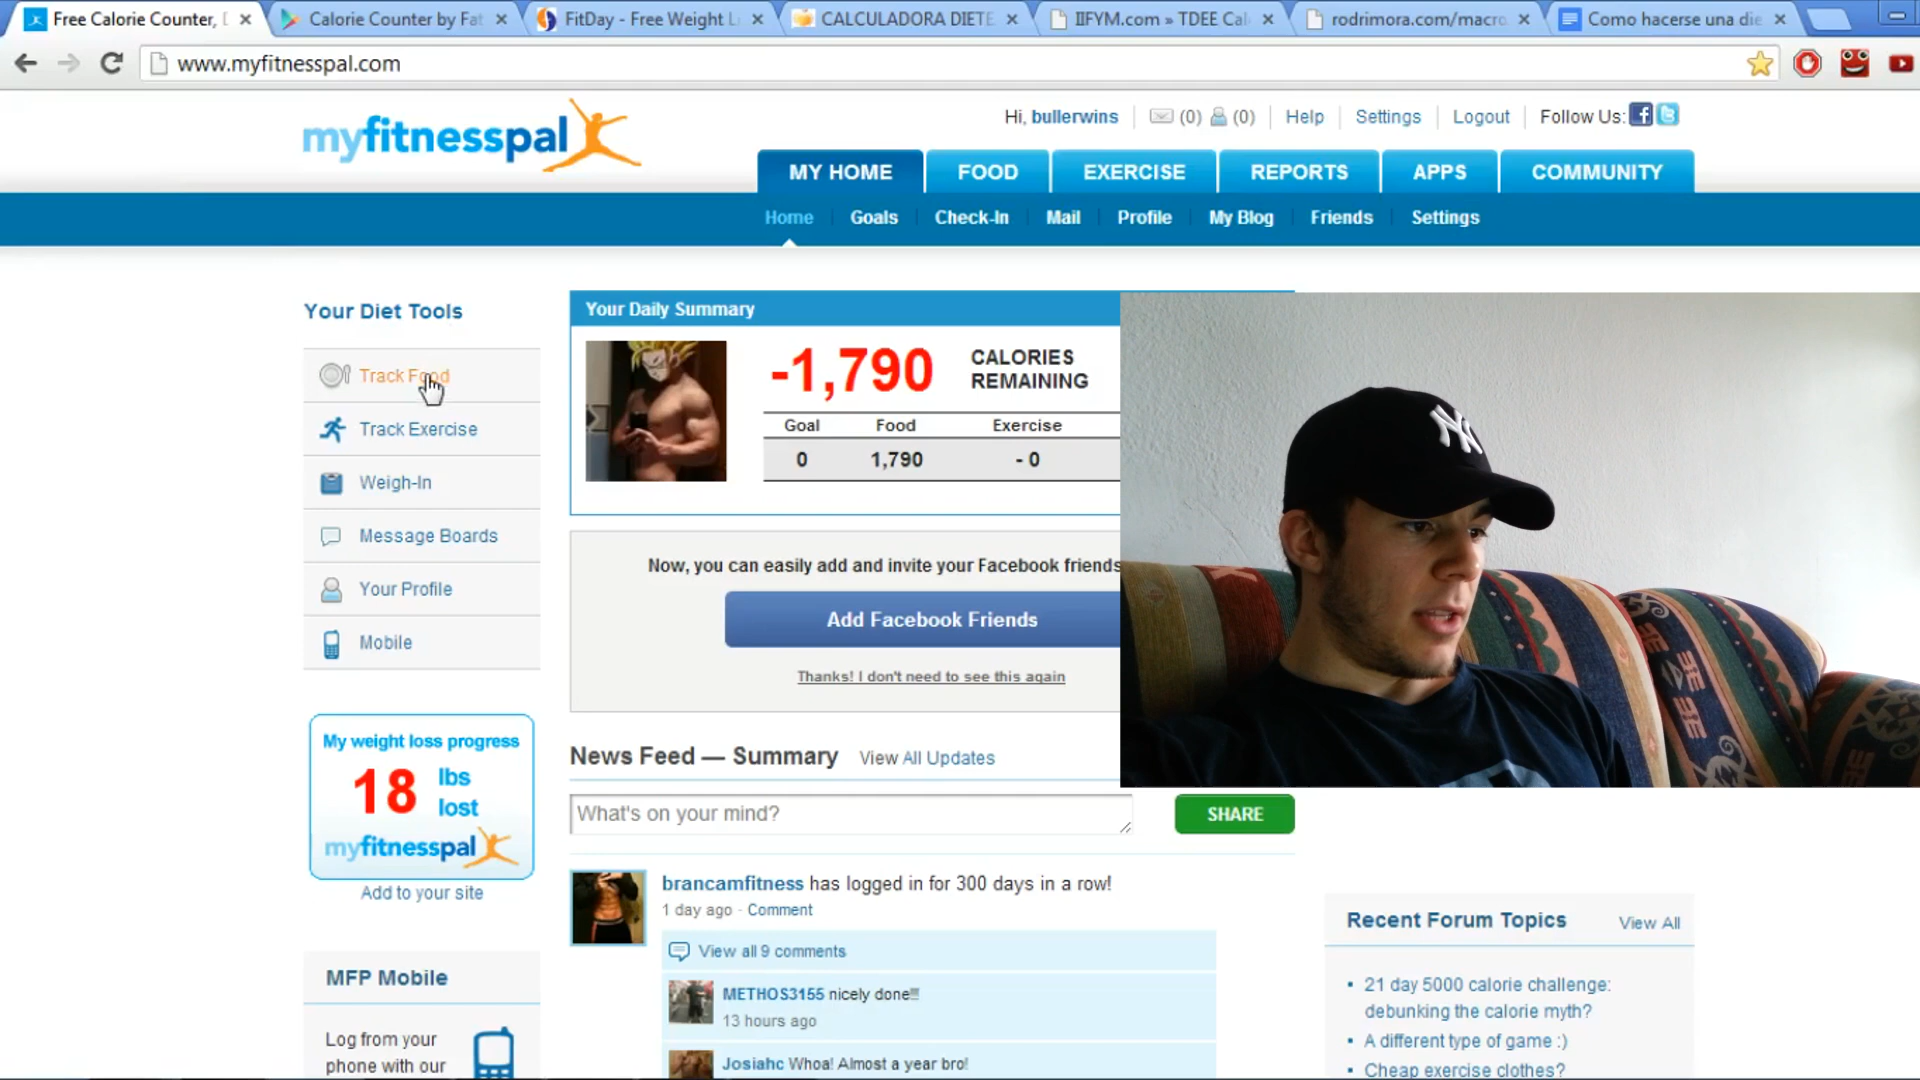 Free Calorie Counter, D
Calorie Counter by Fat
FitDay - Free Weight L
CALCULADORA DIETE
IIFYM.com » TDEE Cal
rodrimora.com/macro
Como hacerse una die
www.myfitnesspal.com
myfitnesspal
Hi, bullerwins
(0)
(0)
Help
Settings
Logout
Follow Us:
MY HOME
FOOD
EXERCISE
REPORTS
APPS
COMMUNITY
Home
Goals
Check-In
Mail
Profile
My Blog
Friends
Settings
Your Diet Tools
Track Food
Track Exercise
Weigh-In
Message Boards
Your Profile
Mobile
My weight loss progress
18 lbs
lost
myfitnesspal
Add to your site
MFP Mobile
Log from your
phone with our
Your Daily Summary
-1,790
CALORIES
REMAINING
Goal Food Exercise
0 1,790 - 0
Now, you can easily add and invite your Facebook friends
Add Facebook Friends
Thanks! I don't need to see this again
News Feed — Summary
View All Updates
What's on your mind?
SHARE
brancamfitness has logged in for 300 days in a row!
1 day ago · Comment
View all 9 comments
METHOS3155 nicely done!!!
13 hours ago
Josiahc Whoa! Almost a year bro!
NY
Recent Forum Topics
View All
• 21 day 5000 calorie challenge:
debunking the calorie myth?
• A different type of game :)
• Cheap exercise clothes?